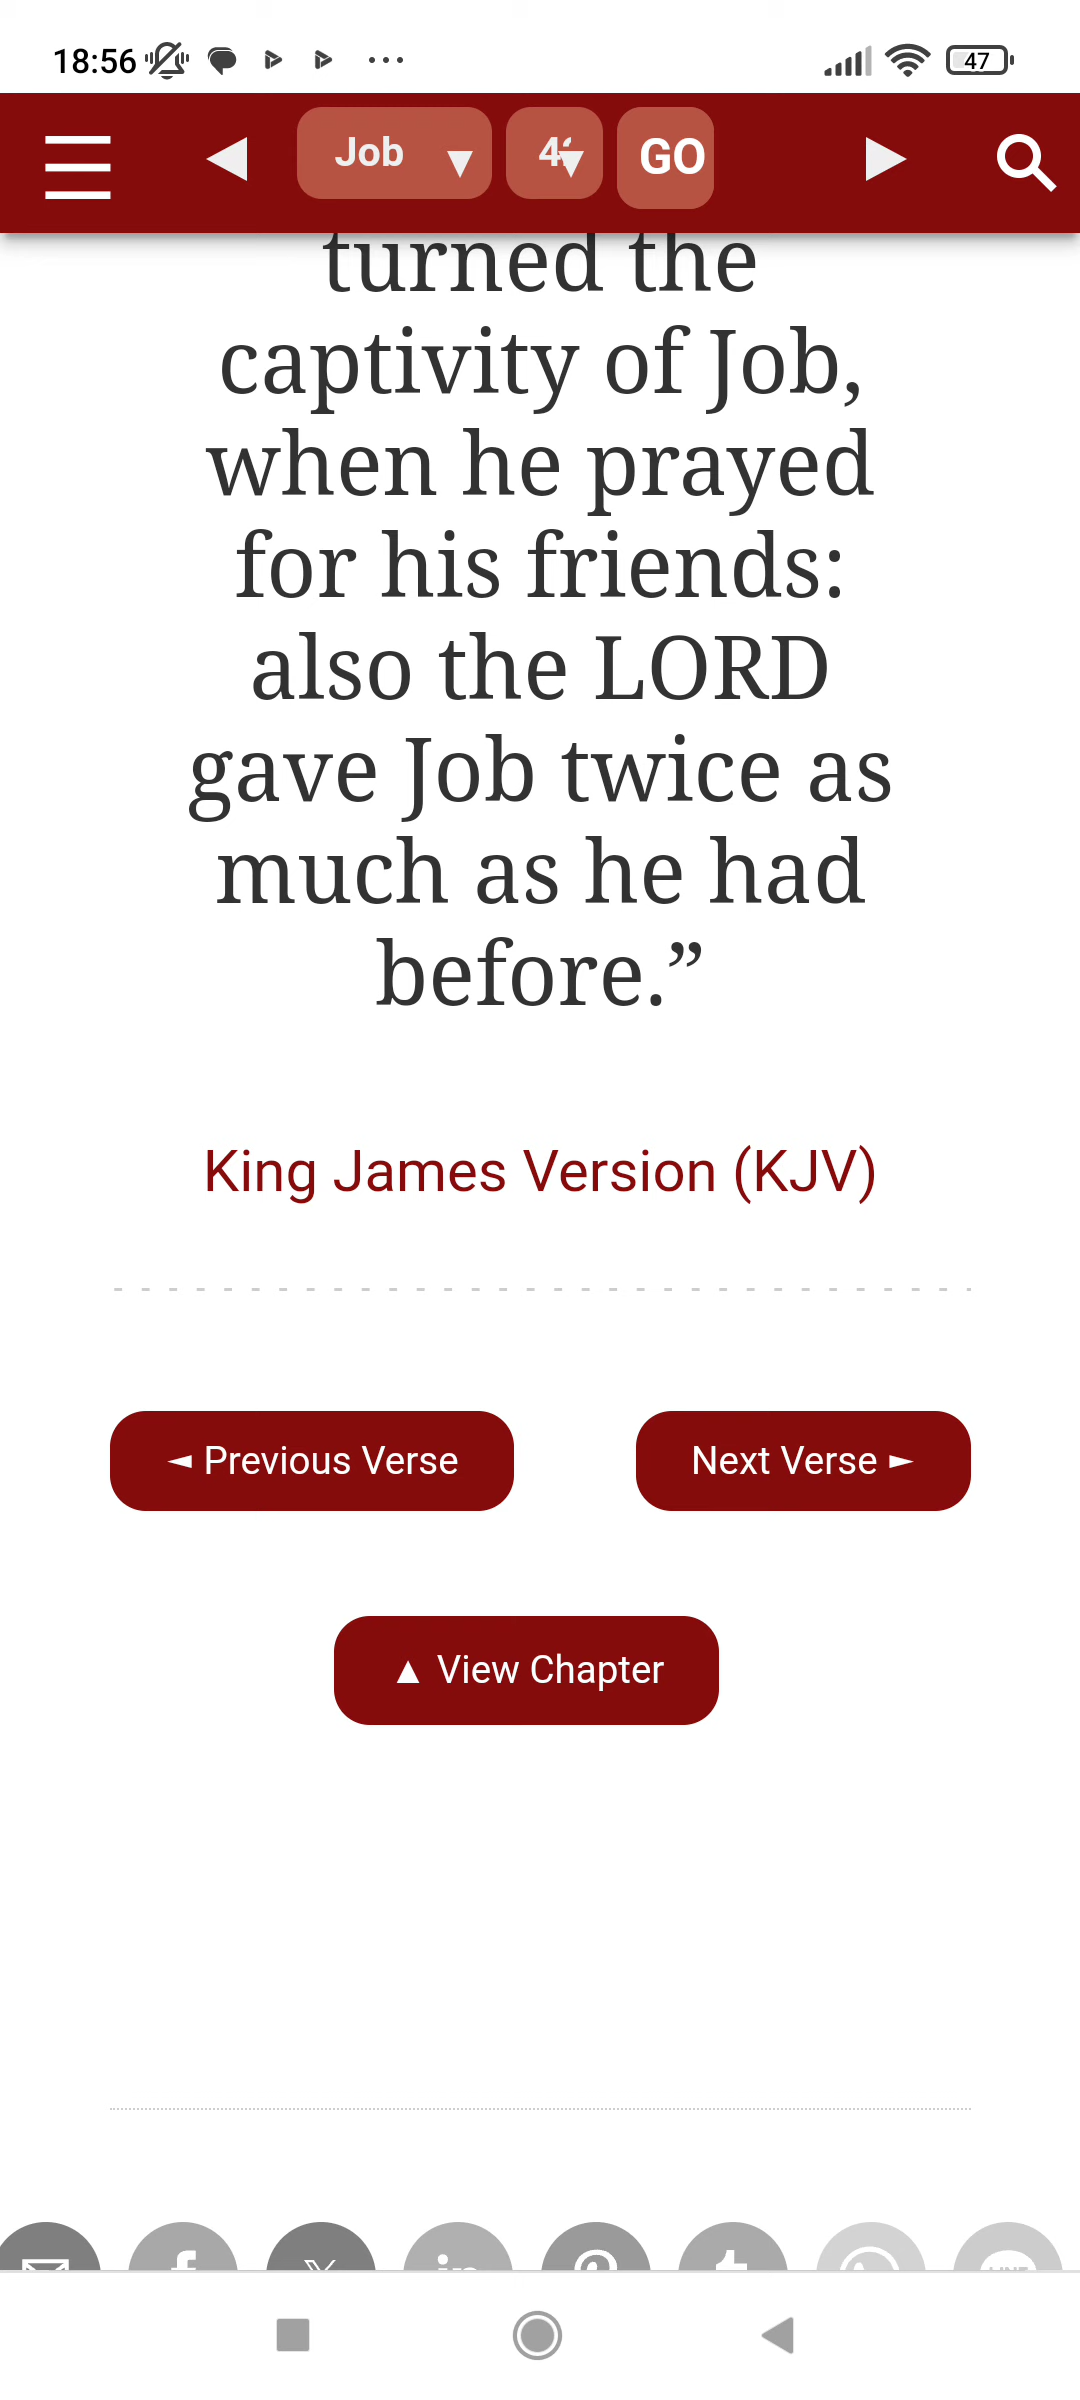 18:56
47
Job
GO
turned the
captivity of Job,
when he prayed
for his friends:
also the LORD
gave Job twice as
much as he had
before.”
King James Version (KJV)
◄ Previous Verse
Next Verse ►
▲ View Chapter